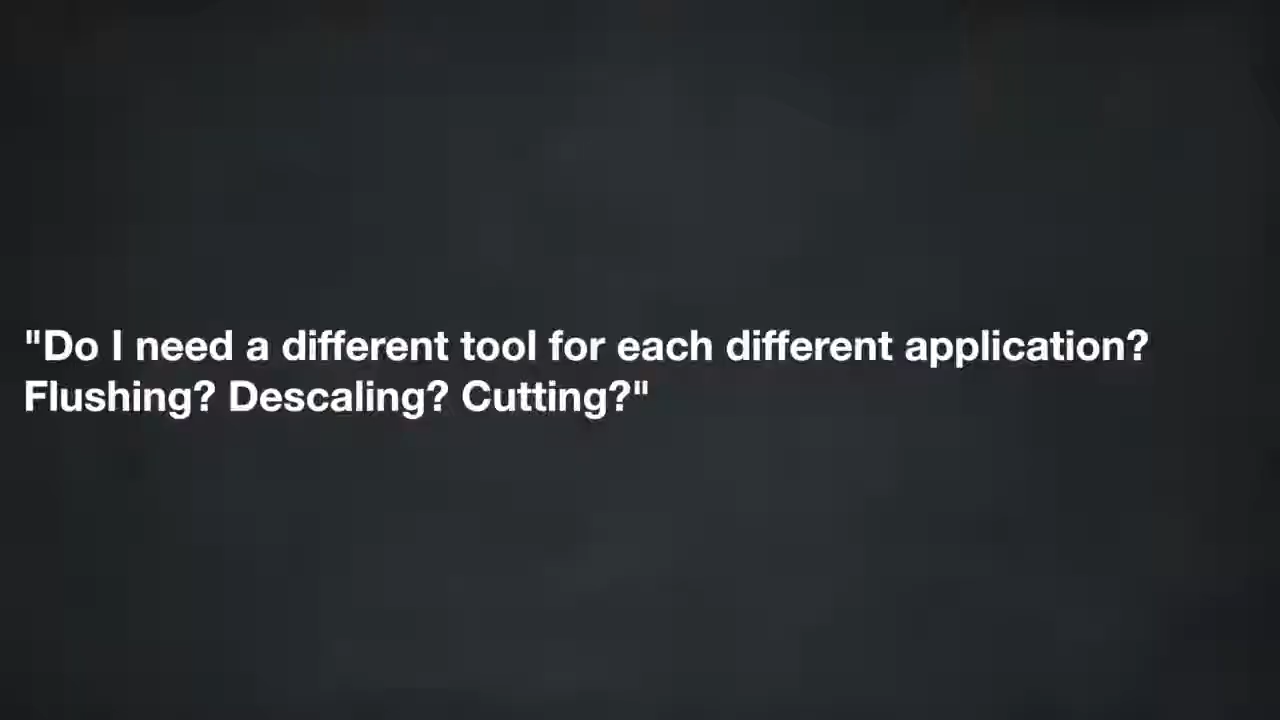 "Do I need a different tool for each different application?
Flushing? Descaling? Cutting?"